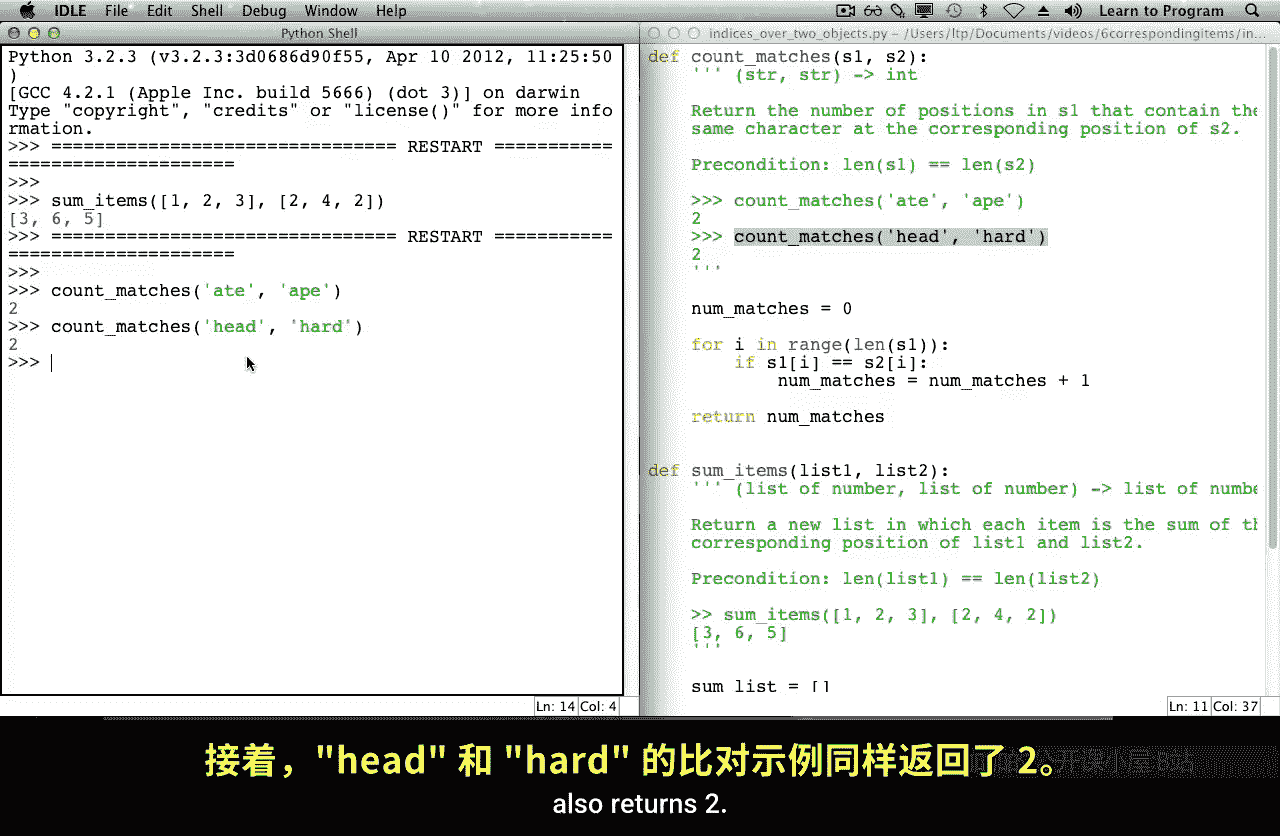 IDLE File Edit Shell Debug Window Help Learn to Program
Python Shell
Python 3.2.3 (v3.2.3:3d0686d90f55, Apr 10 2012, 11:25:50
)
[GCC 4.2.1 (Apple Inc. build 5666) (dot 3)] on darwin
Type "copyright", "credits" or "license()" for more info
rmation.
>>> ================================ RESTART ===========
=====================
>>>
>>> sum_items([1, 2, 3], [2, 4, 2])
[3, 6, 5]
>>> ================================ RESTART ===========
=====================
>>>
>>> count_matches('ate', 'ape')
2
>>> count_matches('head', 'hard')
2
>>>
Ln: 14 Col: 4
indices_over_two_objects.py – /Users/ltp/Documents/videos/6correspondingitems/in...
def count_matches(s1, s2):
''' (str, str) -> int
Return the number of positions in s1 that contain the
same character at the corresponding position of s2.
Precondition: len(s1) == len(s2)
>>> count_matches('ate', 'ape')
2
>>> count_matches('head', 'hard')
2
'''
num_matches = 0
for i in range(len(s1)):
if s1[i] == s2[i]:
num_matches = num_matches + 1
return num_matches
def sum_items(list1, list2):
''' (list of number, list of number) -> list of numbe
Return a new list in which each item is the sum of th
corresponding position of list1 and list2.
Precondition: len(list1) == len(list2)
>> sum_items([1, 2, 3], [2, 4, 2])
[3, 6, 5]
'''
sum_list = []
Ln: 11 Col: 37
接着，"head" 和 "hard" 的比对示例同样返回了 2。
also returns 2.